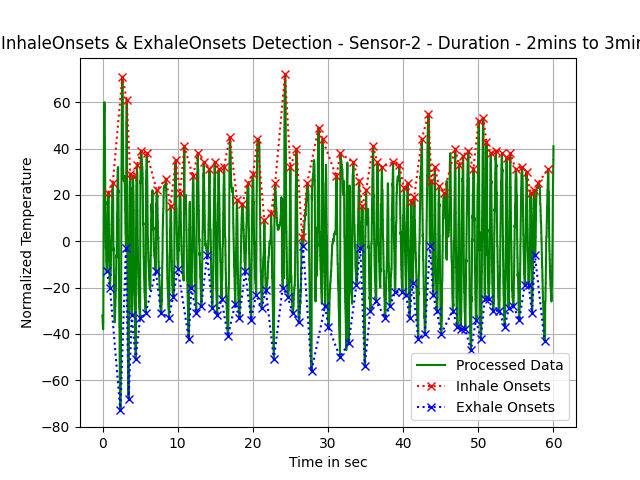 InhaleOnsets & ExhaleOnsets Detection - Sensor-2 - Duration - 2mins to 3min
Normalized Temperature
60
40
20
0
−20
−40
−60
−80
Processed Data
Inhale Onsets
Exhale Onsets
0 10 20 30 40 50 60
Time in sec